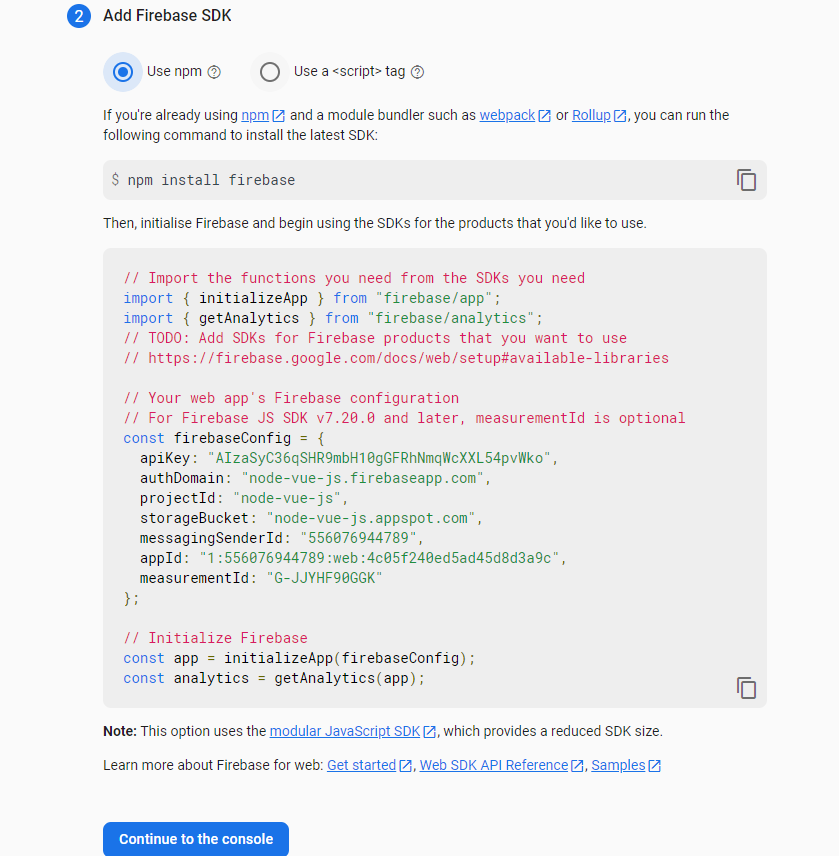 2 Add Firebase SDK
Use npm ? Use a <script> tag ?
If you're already using npm and a module bundler such as webpack or Rollup, you can run the
following command to install the latest SDK:
$ npm install firebase
Then, initialise Firebase and begin using the SDKs for the products that you'd like to use.
// Import the functions you need from the SDKs you need
import { initializeApp } from "firebase/app";
import { getAnalytics } from "firebase/analytics";
// TODO: Add SDKs for Firebase products that you want to use
// https://firebase.google.com/docs/web/setup#available-libraries
// Your web app's Firebase configuration
// For Firebase JS SDK v7.20.0 and later, measurementId is optional
const firebaseConfig = {
  apiKey: "AIzaSyC36qSHR9mbH10gGFRhNmqWcXXL54pvWko",
  authDomain: "node-vue-js.firebaseapp.com",
  projectId: "node-vue-js",
  storageBucket: "node-vue-js.appspot.com",
  messagingSenderId: "556076944789",
  appId: "1:556076944789:web:4c05f240ed5ad45d8d3a9c",
  measurementId: "G-JJYHF90GGK"
};
// Initialize Firebase
const app = initializeApp(firebaseConfig);
const analytics = getAnalytics(app);
Note: This option uses the modular JavaScript SDK, which provides a reduced SDK size.
Learn more about Firebase for web: Get started, Web SDK API Reference, Samples
Continue to the console